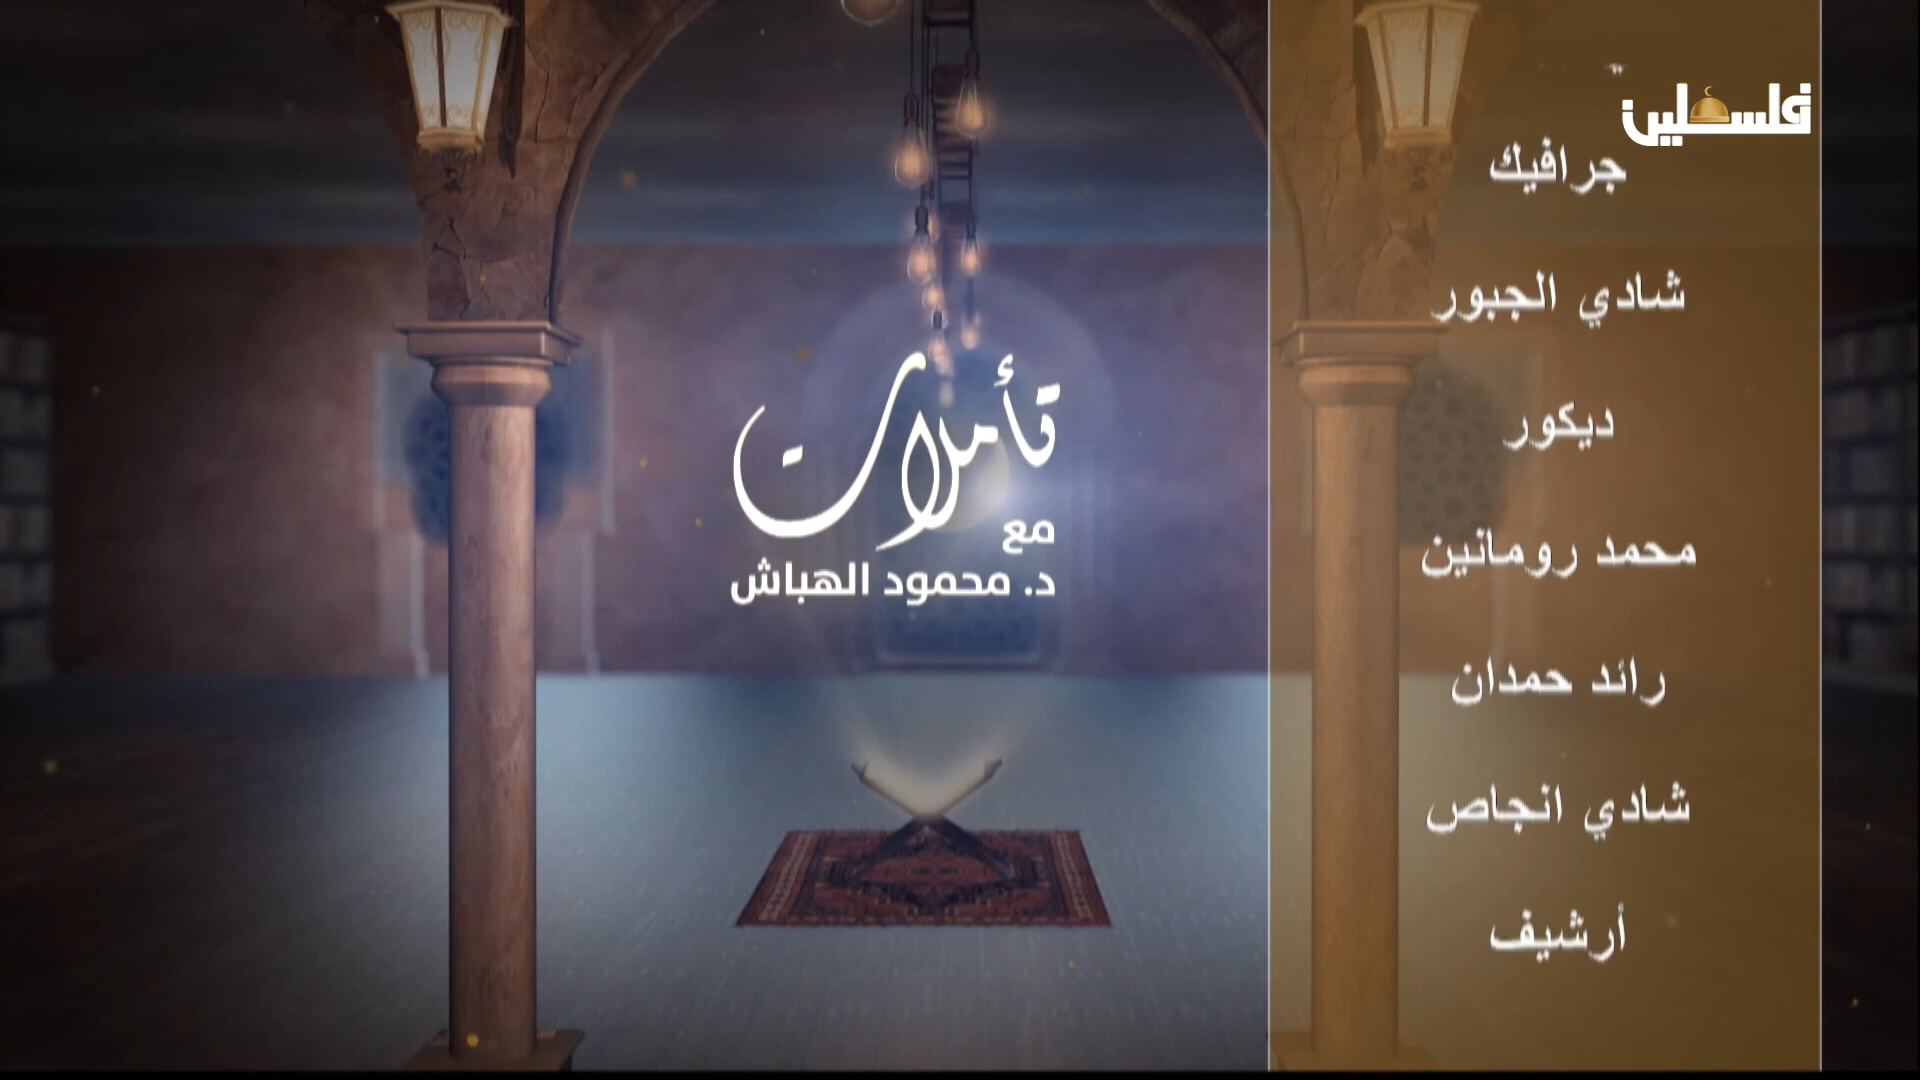 فلسطين
تأملات
مع
د. محمود الهباش
جرافيك
شادي الجبور
ديكور
محمد رومانين
رائد حمدان
شادي انجاص
أرشيف